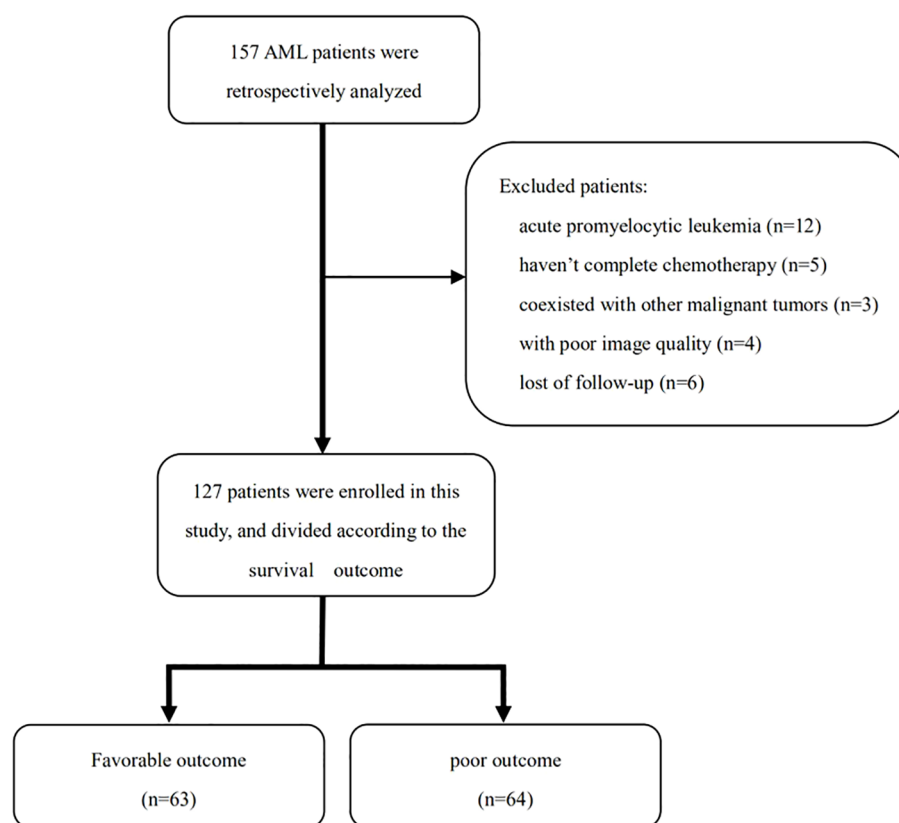 157 AML patients were
retrospectively analyzed
Excluded patients:
acute promyelocytic leukemia (n=12)
haven’t complete chemotherapy (n=5)
coexisted with other malignant tumors (n=3)
with poor image quality (n=4)
lost of follow-up (n=6)
127 patients were enrolled in this
study, and divided according to the
survival outcome
Favorable outcome
(n=63)
poor outcome
(n=64)